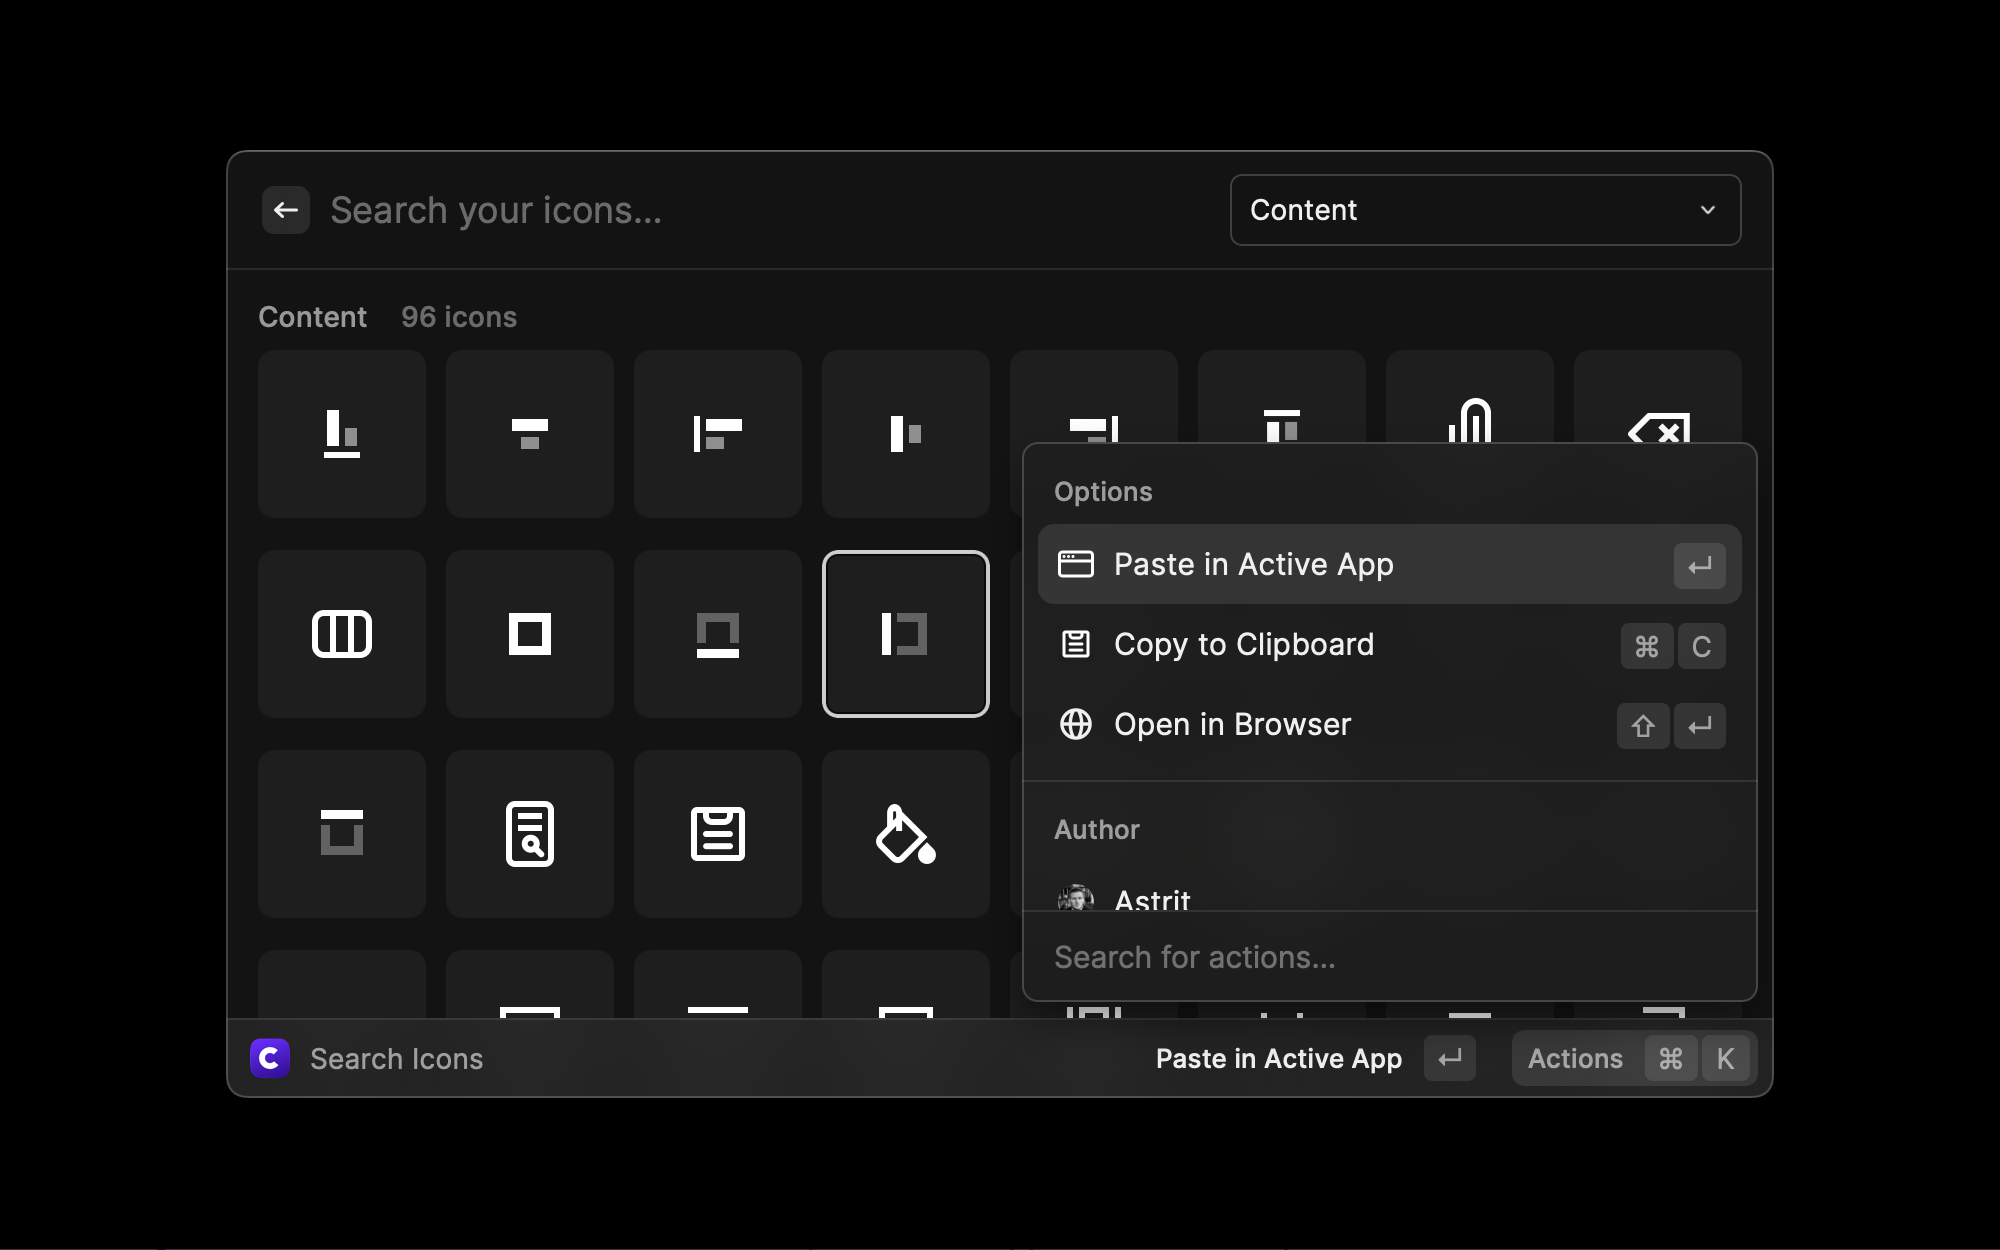 Search your icons...
Content
Content 96 icons
Options
Paste in Active App
Copy to Clipboard ⌘ C
Open in Browser
Author
Astrit
Search for actions...
C Search Icons
Paste in Active App
Actions ⌘ K